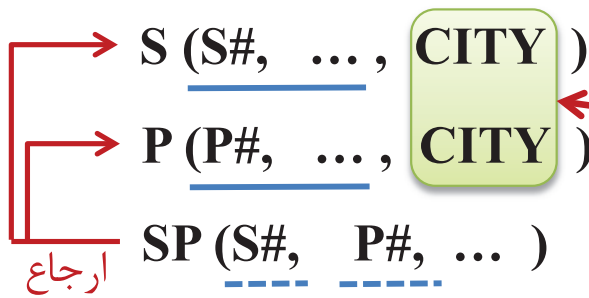 S (S#, … , CITY )
P (P#, … , CITY )
SP (S#, P#, … )
ارجاع